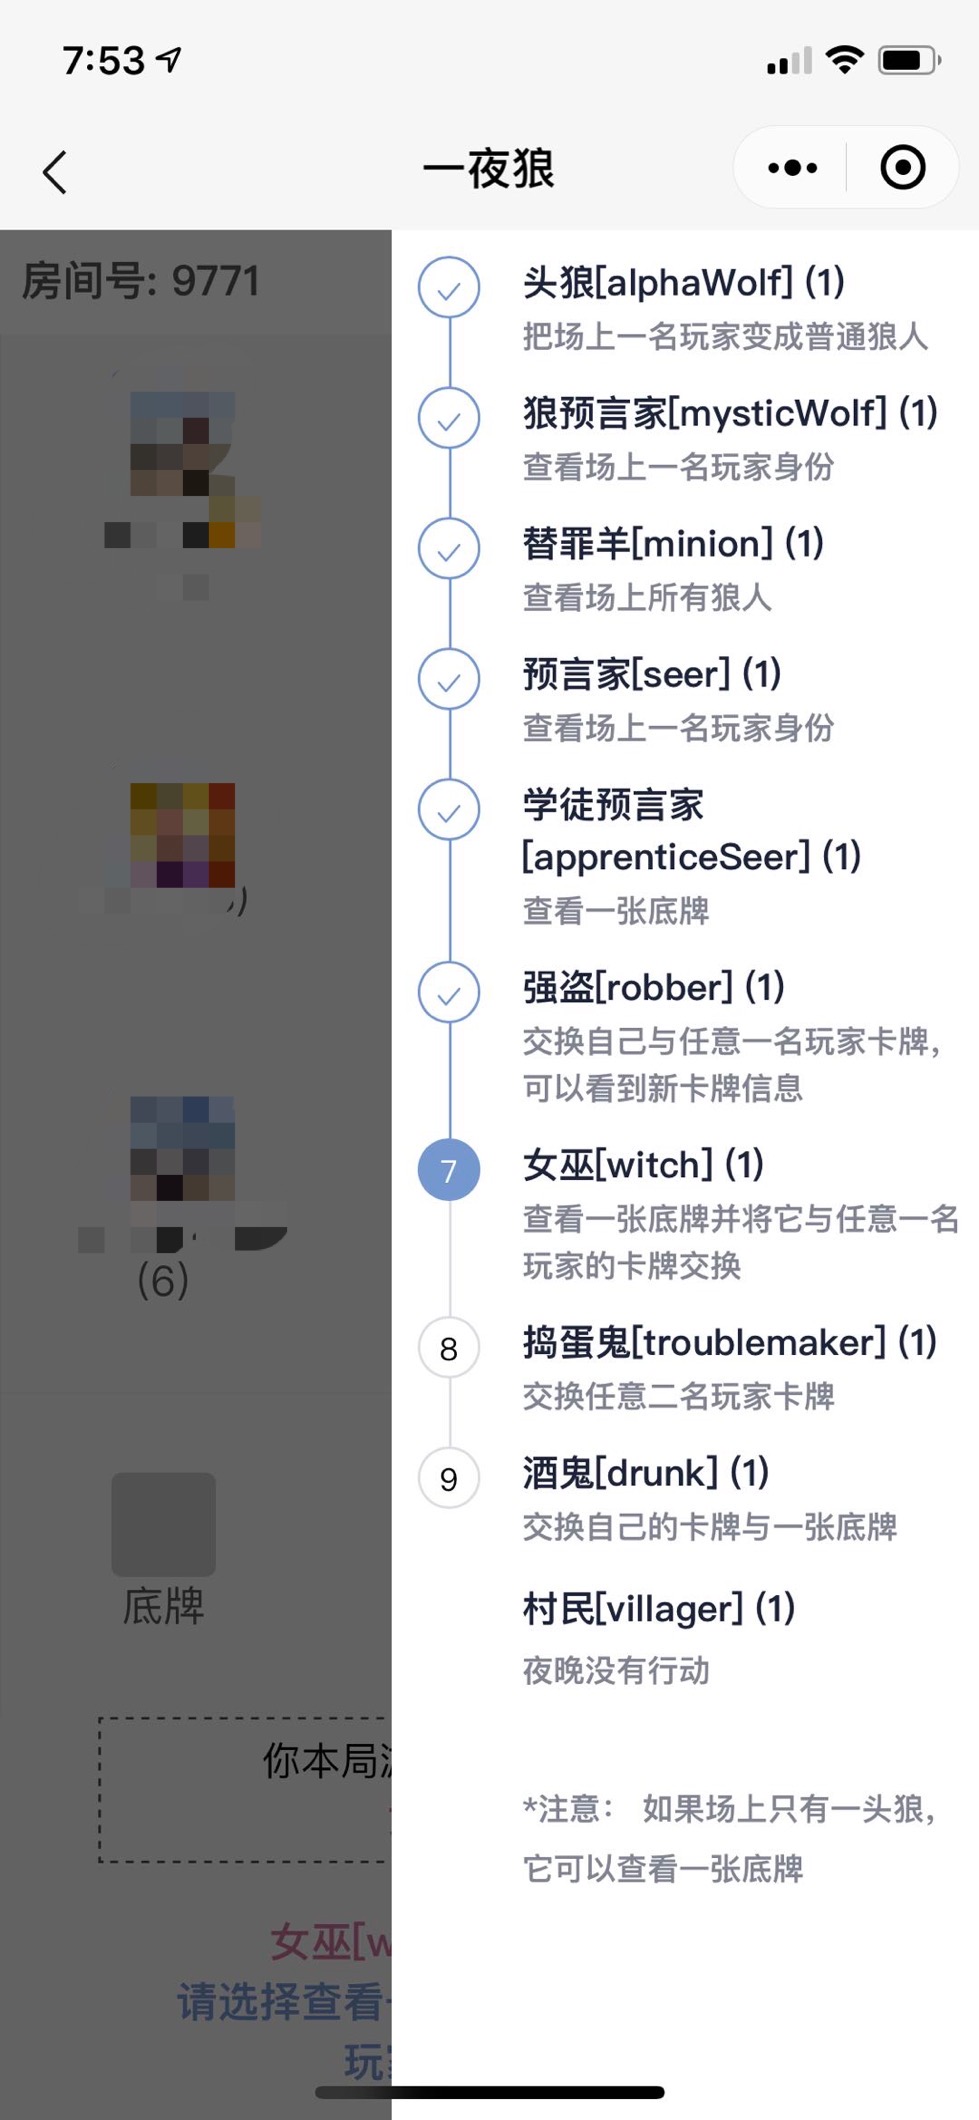 7:53
一夜狼
房间号: 9771
头狼[alphaWolf] (1)
把场上一名玩家变成普通狼人
狼预言家[mysticWolf] (1)
查看场上一名玩家身份
替罪羊[minion] (1)
查看场上所有狼人
预言家[seer] (1)
查看场上一名玩家身份
学徒预言家
[apprenticeSeer] (1)
查看一张底牌
强盗[robber] (1)
交换自己与任意一名玩家卡牌,
可以看到新卡牌信息
7
女巫[witch] (1)
查看一张底牌并将它与任意一名
玩家的卡牌交换
(6)
8
捣蛋鬼[troublemaker] (1)
交换任意二名玩家卡牌
9
酒鬼[drunk] (1)
交换自己的卡牌与一张底牌
底牌
村民[villager] (1)
夜晚没有行动
你本局
*注意： 如果场上只有一头狼,
它可以查看一张底牌
女巫[w
请选择查看
玩